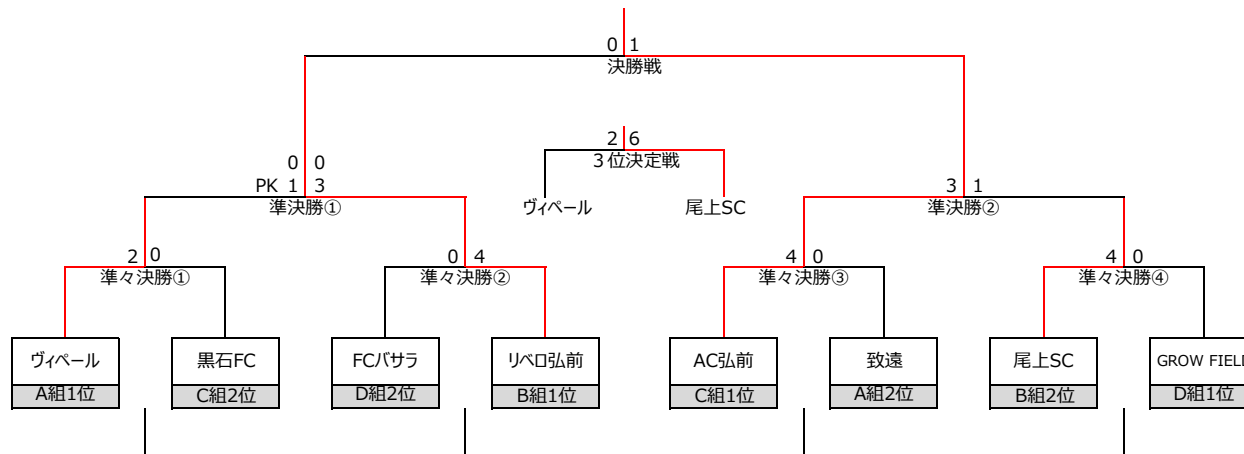 0 1
決勝戦
2 6
3位決定戦
0 0
PK 1 3
準決勝①
ヴィペール
尾上SC
3 1
準決勝②
2 0
準々決勝①
0 4
準々決勝②
4 0
準々決勝③
4 0
準々決勝④
ヴィペール
黒石FC
FCバサラ
リベロ弘前
AC弘前
致遠
尾上SC
GROW FIELD
A組1位
C組2位
D組2位
B組1位
C組1位
A組2位
B組2位
D組1位